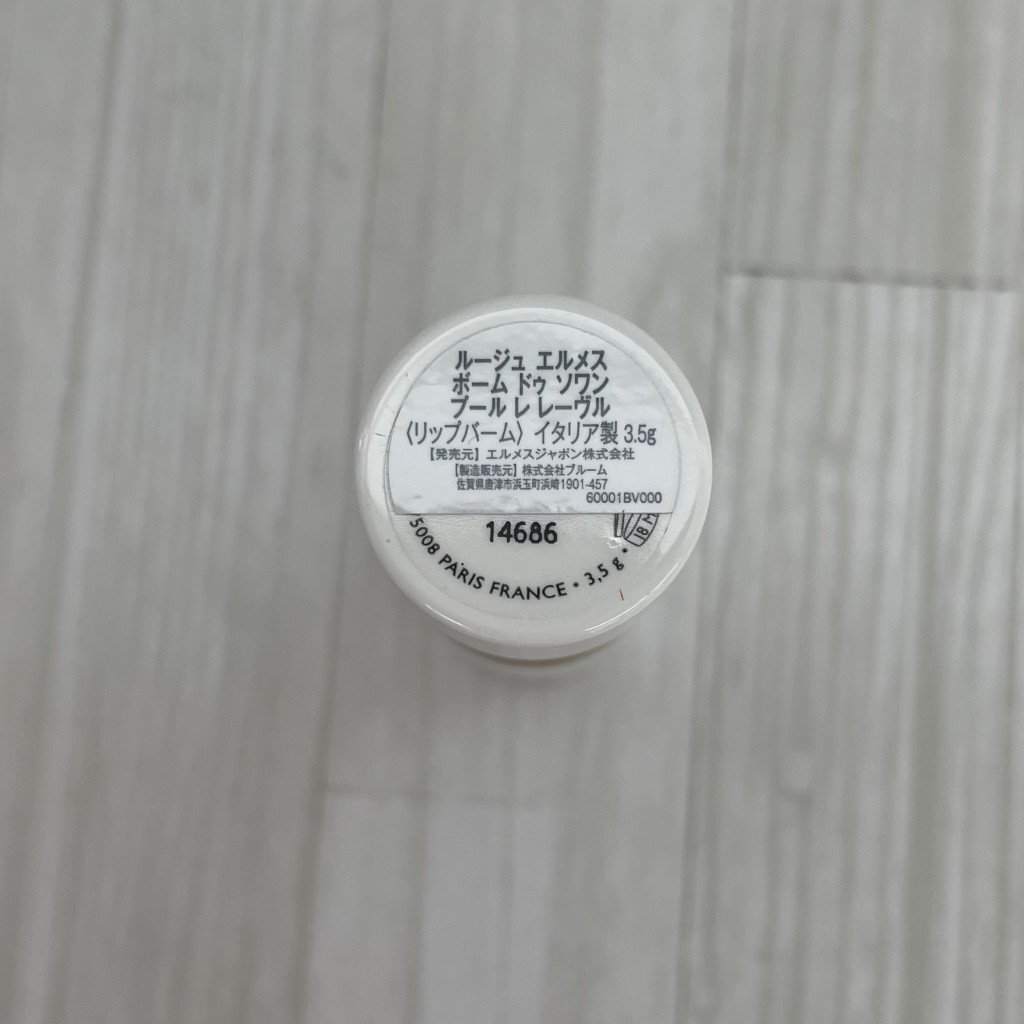 ルージュ エルメス
ボーム ドゥ ソワン
プール レ レーヴル
〈リップバーム〉 イタリア製 3.5g
【発売元】エルメスジャポン株式会社
【製造販売元】株式会社ブルーム
佐賀県唐津市浜玉町浜崎1901-457
60001BV000
14686
5008 PARIS FRANCE • 3,5 g •
18 M